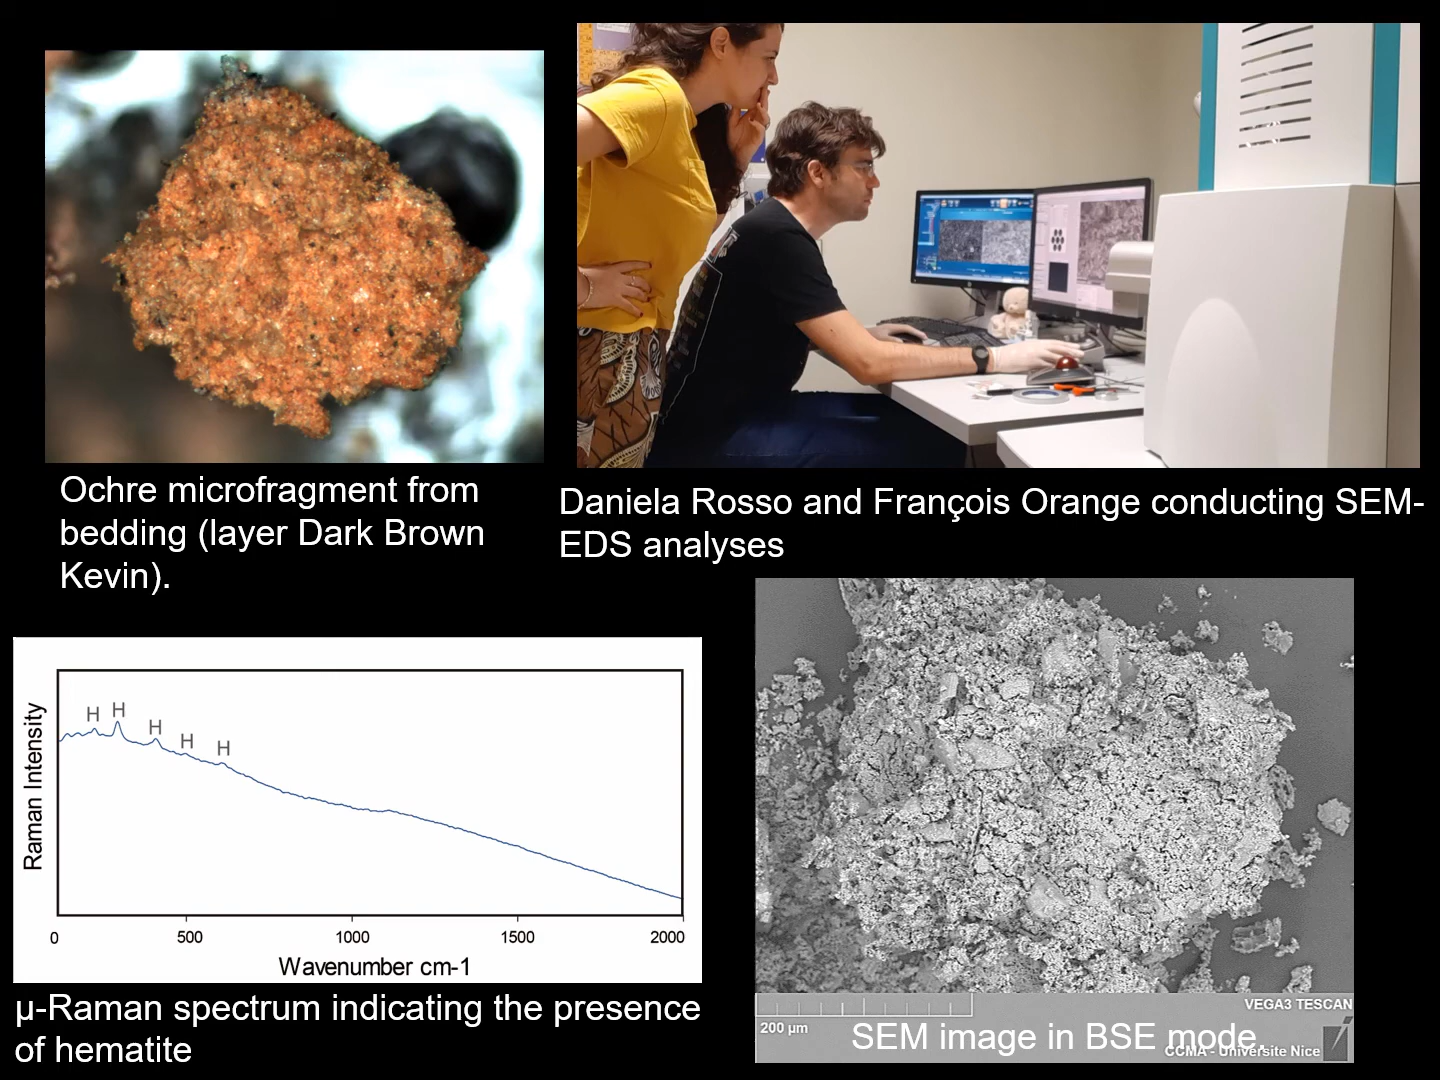 Ochre microfragment from
bedding (layer Dark Brown
Kevin).
Daniela Rosso and François Orange conducting SEM-
EDS analyses
H
H
H
H
H
Raman Intensity
0
500
1000
1500
2000
Wavenumber cm-1
µ-Raman spectrum indicating the presence
of hematite
VEGA3 TESCAN
200 µm
SEM image in BSE mode.
CCMA - Universite Nice